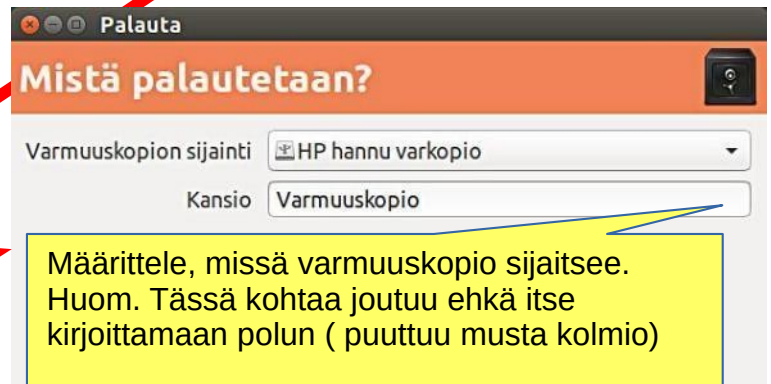 Palauta
Mistä palautetaan?
Varmuuskopion sijainti HP hannu varkopio
Kansio Varmuuskopio
Määrittele, missä varmuuskopio sijaitsee.
Huom. Tässä kohtaa joutuu ehkä itse
kirjoittamaan polun ( puuttuu musta kolmio)